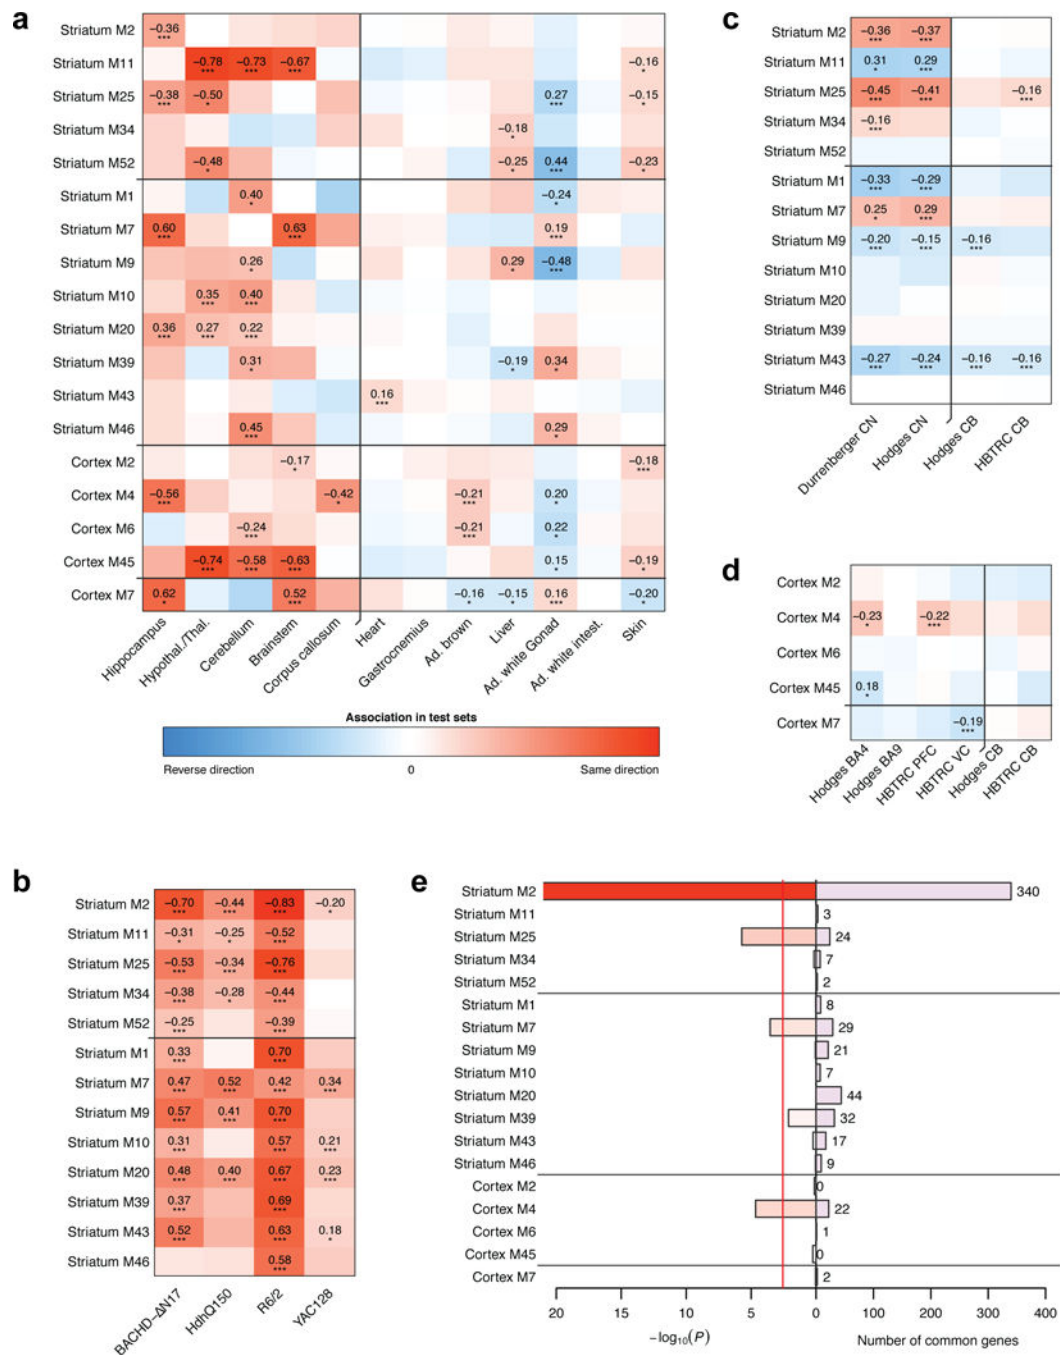 a
Striatum M2 −0.36 ***
Striatum M11 −0.78 *** −0.73 *** −0.67 *** −0.16 *
Striatum M25 −0.38 *** −0.50 * 0.27 *** −0.15 *
Striatum M34 −0.18 *
Striatum M52 −0.48 * −0.25 * 0.44 *** −0.23 *
Striatum M1 0.40 * −0.24 *
Striatum M7 0.60 *** 0.63 *** 0.19 ***
Striatum M9 0.26 * 0.29 * −0.48 ***
Striatum M10 0.35 *** 0.40 ***
Striatum M20 0.36 *** 0.27 *** 0.22 ***
Striatum M39 0.31 * −0.19 * 0.34 *
Striatum M43 0.16 ***
Striatum M46 0.45 *** 0.29 *
Cortex M2 −0.17 * −0.18 ***
Cortex M4 −0.56 *** −0.42 * −0.21 *** 0.20 *
Cortex M6 −0.24 *** −0.21 *** 0.22 *
Cortex M45 −0.74 *** −0.58 *** −0.63 *** 0.15 * −0.19 *
Cortex M7 0.62 * 0.52 *** −0.16 * −0.15 * 0.16 *** −0.20 *
Hippocampus Hypothal./Thal. Cerebellum Brainstem Corpus callosum Heart Gastrocnemius Ad. brown Liver Ad. white Gonad Ad. white intest. Skin
Association in test sets
Reverse direction 0 Same direction
c
Striatum M2 −0.36 *** −0.37 ***
Striatum M11 0.31 * 0.29 ***
Striatum M25 −0.45 *** −0.41 *** −0.16 ***
Striatum M34 −0.16 ***
Striatum M52
Striatum M1 −0.33 *** −0.29 ***
Striatum M7 0.25 * 0.29 ***
Striatum M9 −0.20 *** −0.15 *** −0.16 ***
Striatum M10
Striatum M20
Striatum M39
Striatum M43 −0.27 *** −0.24 *** −0.16 *** −0.16 ***
Striatum M46
Durrenberger CN Hodges CN Hodges CB HBTRC CB
d
Cortex M2
Cortex M4 −0.23 * −0.22 ***
Cortex M6
Cortex M45 0.18 *
Cortex M7 −0.19 ***
Hodges BA4 Hodges BA9 HBTRC PFC HBTRC VC Hodges CB HBTRC CB
b
Striatum M2 −0.70 *** −0.44 *** −0.83 *** −0.20 *
Striatum M11 −0.31 * −0.25 * −0.52 ***
Striatum M25 −0.53 *** −0.34 *** −0.76 ***
Striatum M34 −0.38 *** −0.28 * −0.44 ***
Striatum M52 −0.25 *** −0.39 ***
Striatum M1 0.33 *** 0.70 ***
Striatum M7 0.47 *** 0.52 *** 0.42 *** 0.34 ***
Striatum M9 0.57 *** 0.41 *** 0.70 ***
Striatum M10 0.31 *** 0.57 *** 0.21 ***
Striatum M20 0.48 *** 0.40 *** 0.67 *** 0.23 ***
Striatum M39 0.37 *** 0.69 ***
Striatum M43 0.52 *** 0.63 *** 0.18 *
Striatum M46 0.58 ***
BACHD−ΔN17 HdhQ150 R6/2 YAC128
e
Striatum M2 340
Striatum M11 3
Striatum M25 24
Striatum M34 7
Striatum M52 2
Striatum M1 8
Striatum M7 29
Striatum M9 21
Striatum M10 7
Striatum M20 44
Striatum M39 32
Striatum M43 17
Striatum M46 9
Cortex M2 0
Cortex M4 22
Cortex M6 1
Cortex M45 0
Cortex M7 2
20 15 10 5 0 100 200 300 400
−log10(P) Number of common genes